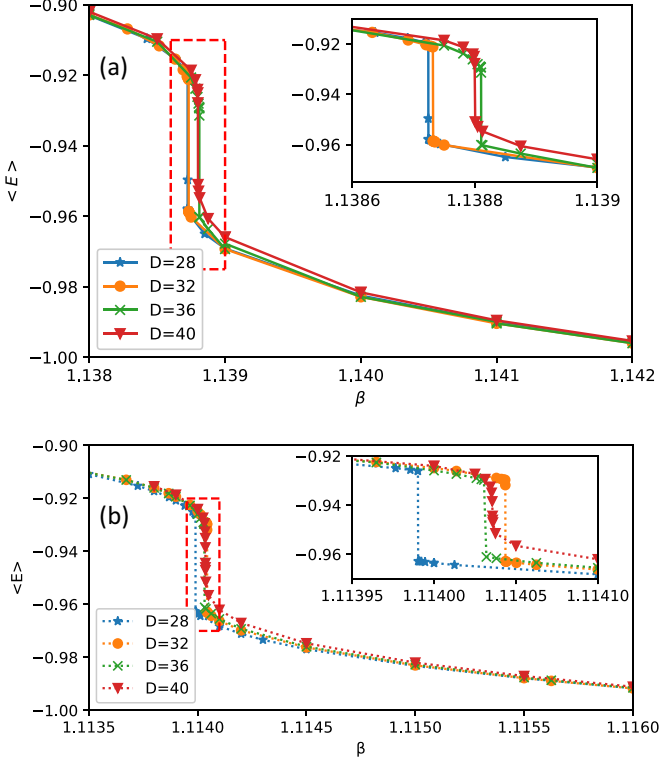 −0.90
−0.92
−0.94
−0.96
−0.98
−1.00
< E >
(a)
−0.92
−0.94
−0.96
1.1386
1.1388
1.139
D=28
D=32
D=36
D=40
1.138
1.139
1.140
1.141
1.142
β
−0.90
−0.92
−0.94
−0.96
−0.98
−1.00
<E>
(b)
−0.92
−0.94
−0.96
1.11395
1.11400
1.11405
1.11410
D=28
D=32
D=36
D=40
1.1135
1.1140
1.1145
1.1150
1.1155
1.1160
β